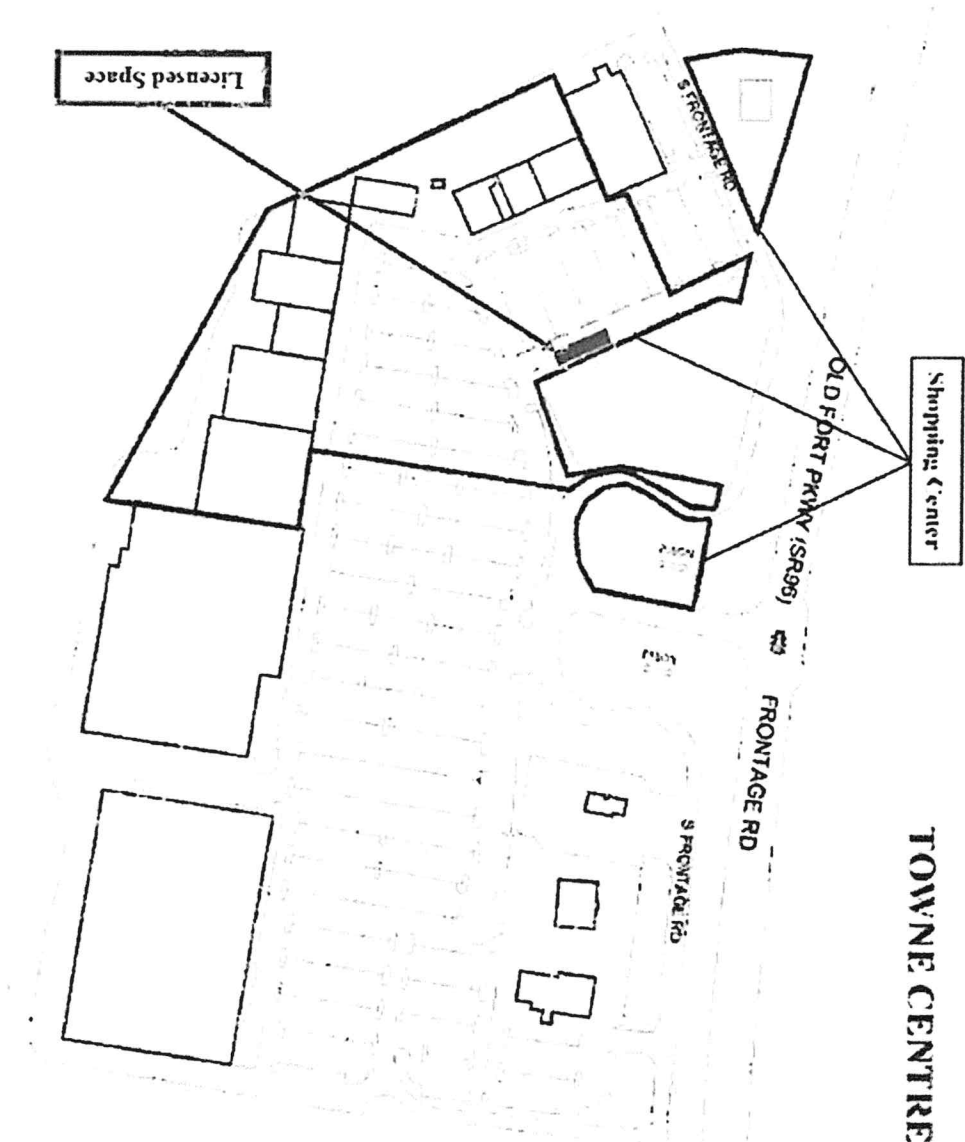 TOWNE CENTRE
Shopping Center
Licensed Space
S FRONTAGE RD
OLD FORT PKWY (SR96)
FRONTAGE RD
S FRONTAGE RD